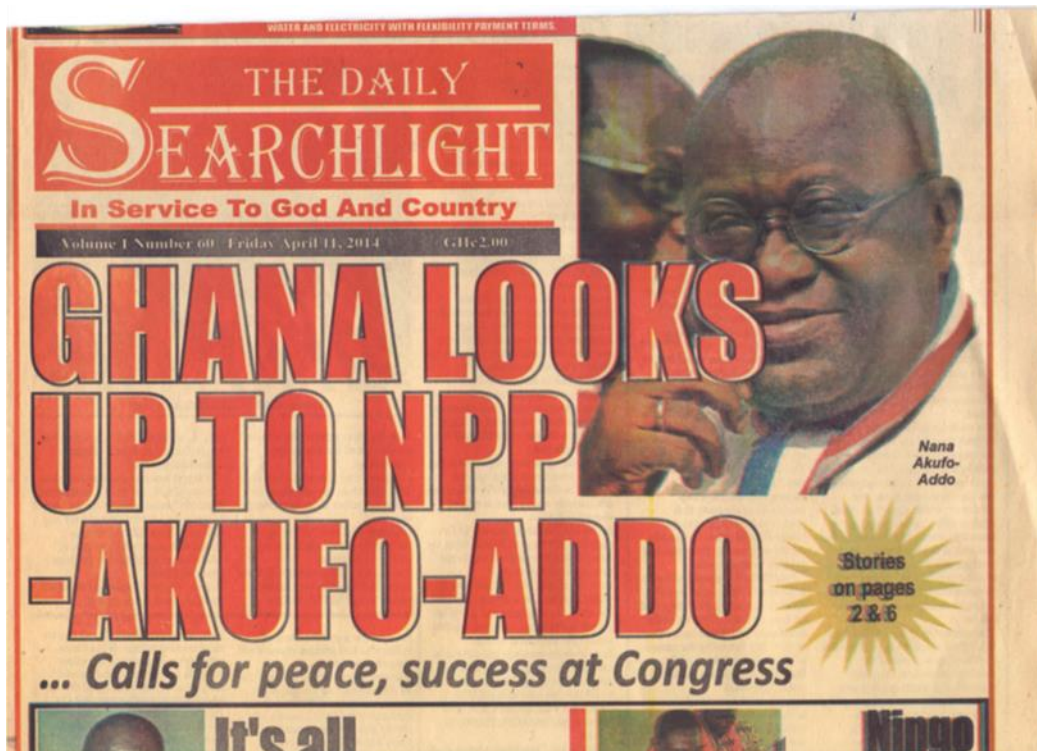 WATER AND ELECTRICITY WITH FLEXIBILITY PAYMENT TERMS.
THE DAILY
SEARCHLIGHT
In Service To God And Country
Volume 1 Number 60 Friday April 11, 2014 GH¢2.00
GHANA LOOKS
UP TO NPP'
-AKUFO-ADDO
Nana
Akufo-
Addo
Stories
on pages
2 & 6
... Calls for peace, success at Congress
It's all
Ningo